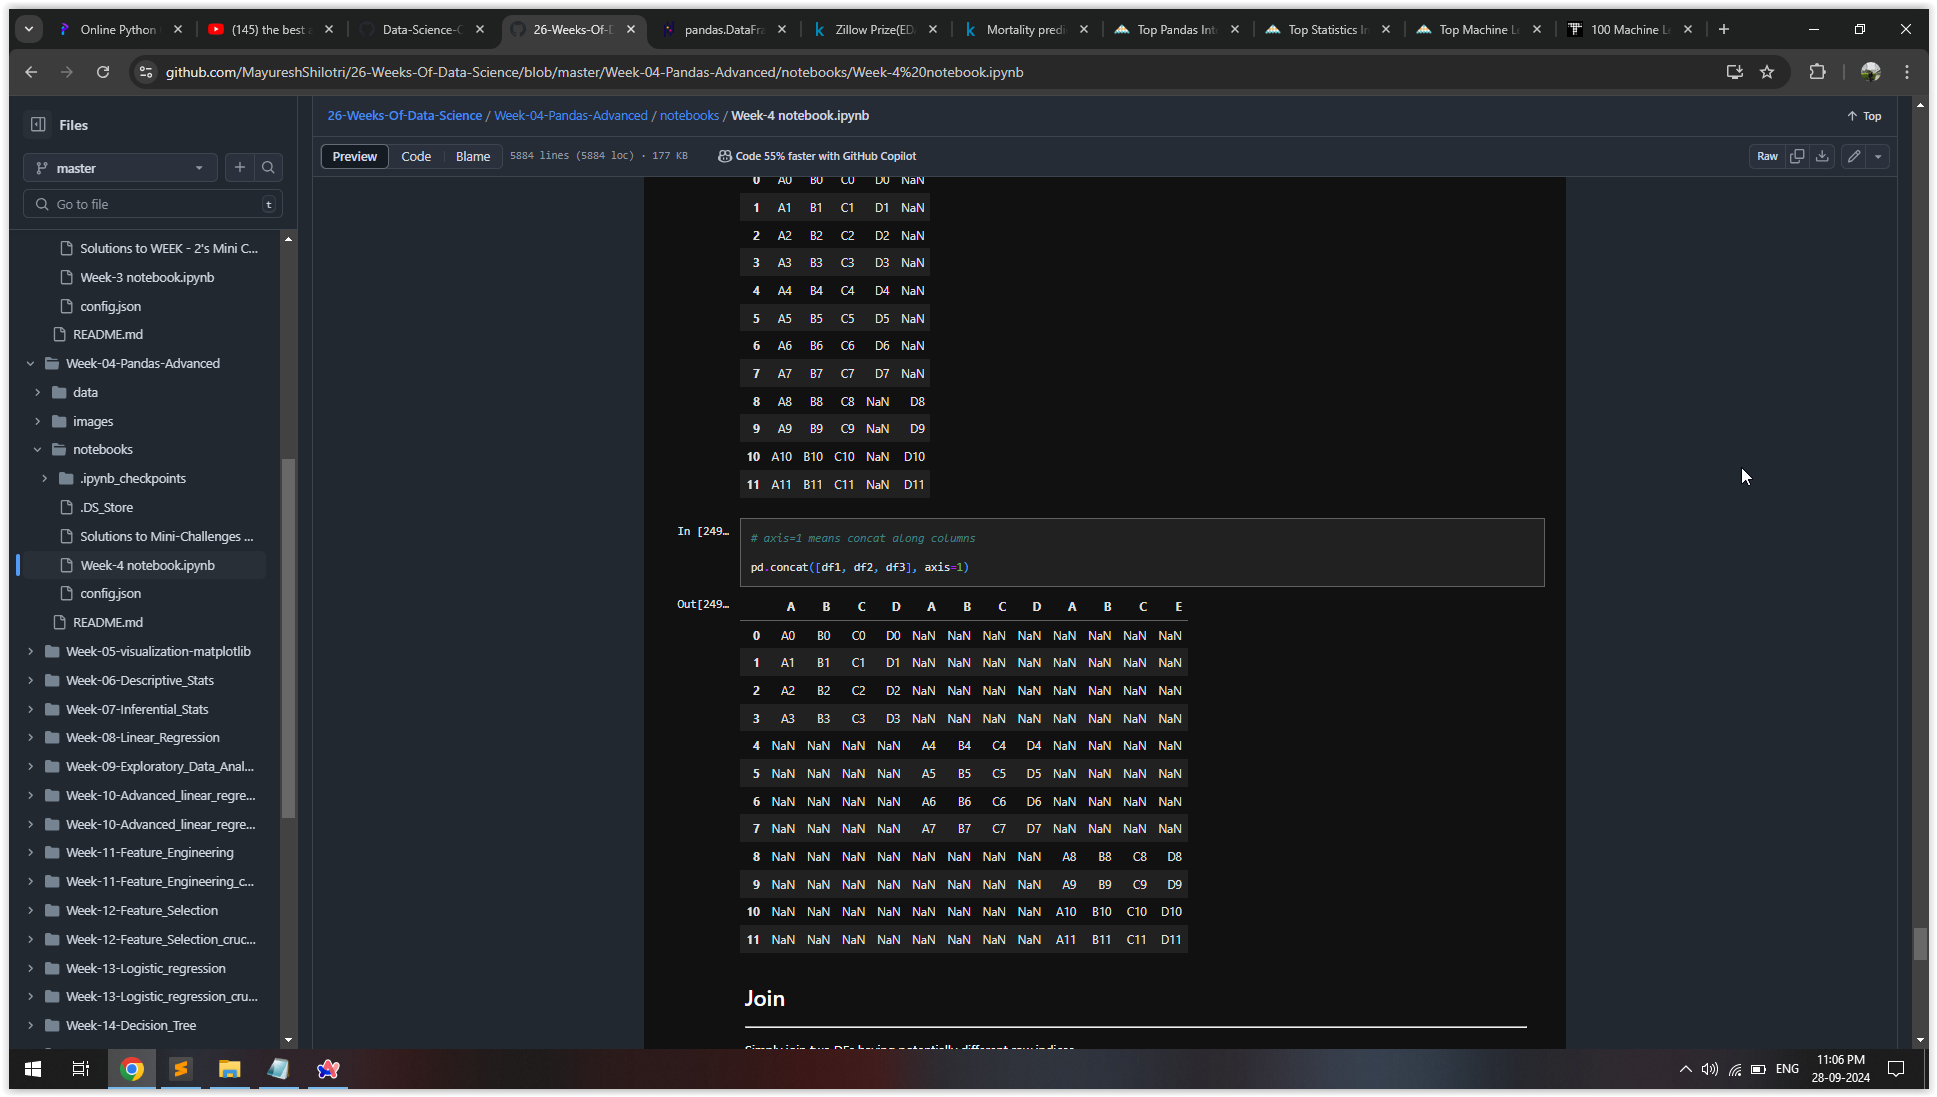 Online Python
(145) the best a
Data-Science-C
26-Weeks-Of-D
pandas.DataFra
Zillow Prize(ED
Mortality predi
Top Pandas Int
Top Statistics In
Top Machine Le
100 Machine Le
github.com/MayureshShilotri/26-Weeks-Of-Data-Science/blob/master/Week-04-Pandas-Advanced/notebooks/Week-4%20notebook.ipynb
Files
master
Go to file
t
Solutions to WEEK - 2's Mini C...
Week-3 notebook.ipynb
config.json
README.md
Week-04-Pandas-Advanced
data
images
notebooks
.ipynb_checkpoints
.DS_Store
Solutions to Mini-Challenges ...
Week-4 notebook.ipynb
config.json
README.md
Week-05-visualization-matplotlib
Week-06-Descriptive_Stats
Week-07-Inferential_Stats
Week-08-Linear_Regression
Week-09-Exploratory_Data_Anal...
Week-10-Advanced_linear_regre...
Week-10-Advanced_linear_regre...
Week-11-Feature_Engineering
Week-11-Feature_Engineering_c...
Week-12-Feature_Selection
Week-12-Feature_Selection_cruc...
Week-13-Logistic_regression
Week-13-Logistic_regression_cru...
Week-14-Decision_Tree
26-Weeks-Of-Data-Science / Week-04-Pandas-Advanced / notebooks / Week-4 notebook.ipynb
Top
Preview Code Blame 5884 lines (5884 loc) · 177 KB Code 55% faster with GitHub Copilot
Raw
0 A0 B0 C0 D0 NaN
1 A1 B1 C1 D1 NaN
2 A2 B2 C2 D2 NaN
3 A3 B3 C3 D3 NaN
4 A4 B4 C4 D4 NaN
5 A5 B5 C5 D5 NaN
6 A6 B6 C6 D6 NaN
7 A7 B7 C7 D7 NaN
8 A8 B8 C8 NaN D8
9 A9 B9 C9 NaN D9
10 A10 B10 C10 NaN D10
11 A11 B11 C11 NaN D11
In [249...
# axis=1 means concat along columns
pd.concat([df1, df2, df3], axis=1)
Out[249...
A B C D A B C D A B C E
0 A0 B0 C0 D0 NaN NaN NaN NaN NaN NaN NaN NaN
1 A1 B1 C1 D1 NaN NaN NaN NaN NaN NaN NaN NaN
2 A2 B2 C2 D2 NaN NaN NaN NaN NaN NaN NaN NaN
3 A3 B3 C3 D3 NaN NaN NaN NaN NaN NaN NaN NaN
4 NaN NaN NaN NaN A4 B4 C4 D4 NaN NaN NaN NaN
5 NaN NaN NaN NaN A5 B5 C5 D5 NaN NaN NaN NaN
6 NaN NaN NaN NaN A6 B6 C6 D6 NaN NaN NaN NaN
7 NaN NaN NaN NaN A7 B7 C7 D7 NaN NaN NaN NaN
8 NaN NaN NaN NaN NaN NaN NaN NaN A8 B8 C8 D8
9 NaN NaN NaN NaN NaN NaN NaN NaN A9 B9 C9 D9
10 NaN NaN NaN NaN NaN NaN NaN NaN A10 B10 C10 D10
11 NaN NaN NaN NaN NaN NaN NaN NaN A11 B11 C11 D11
Join
Simply join two DFs having potentially different row indices
ENG
11:06 PM
28-09-2024